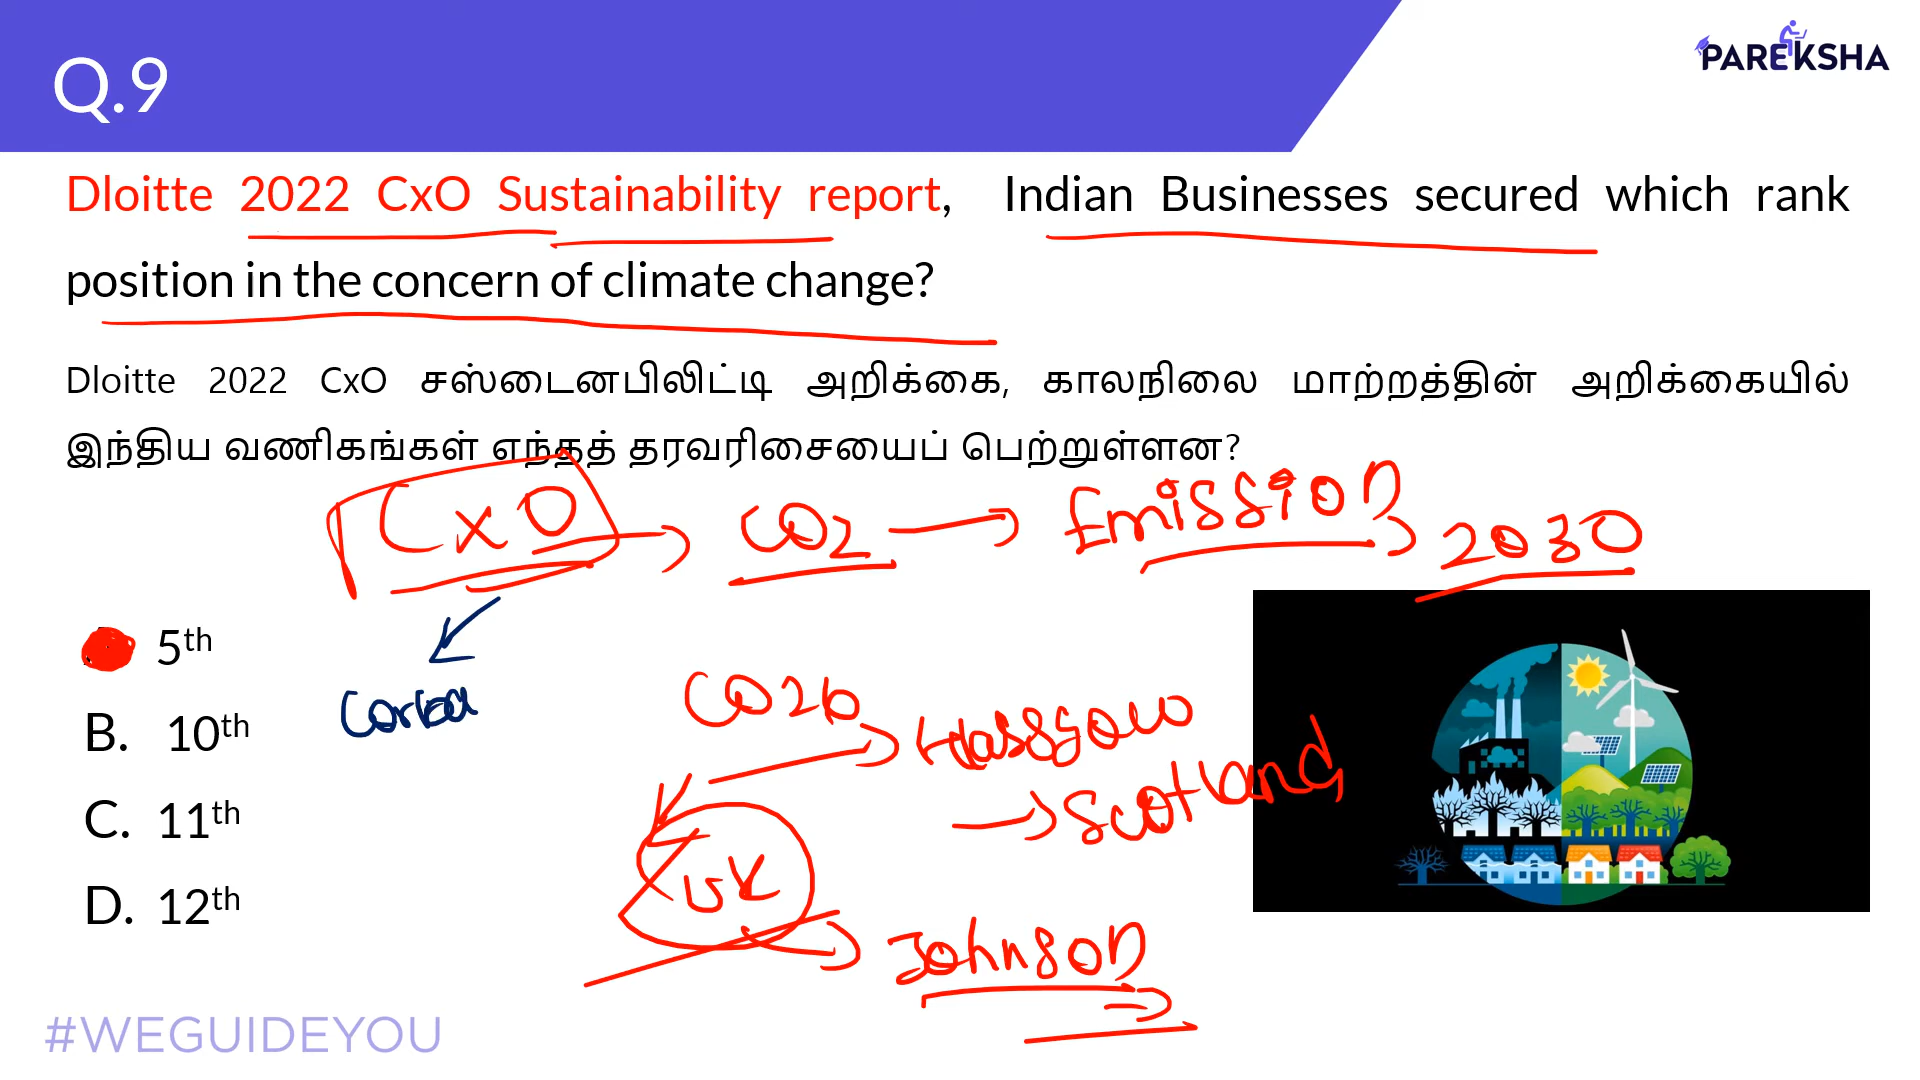 Q.9
PAREKSHA
Dloitte 2022 CxO Sustainability report, Indian Businesses secured which rank
position in the concern of climate change?
Dloitte 2022 CxO சஸ்டைனபிலிட்டி அறிக்கை, காலநிலை மாற்றத்தின் அறிக்கையில்
இந்திய வணிகங்கள் எந்தத் தரவரிசையைப் பெற்றுள்ளன?
CxO CO2 Emission 2030
5th
B. 10th
C. 11th
D. 12th
CO26
Scotland
UK
Johnson
#WEGUIDEYOU